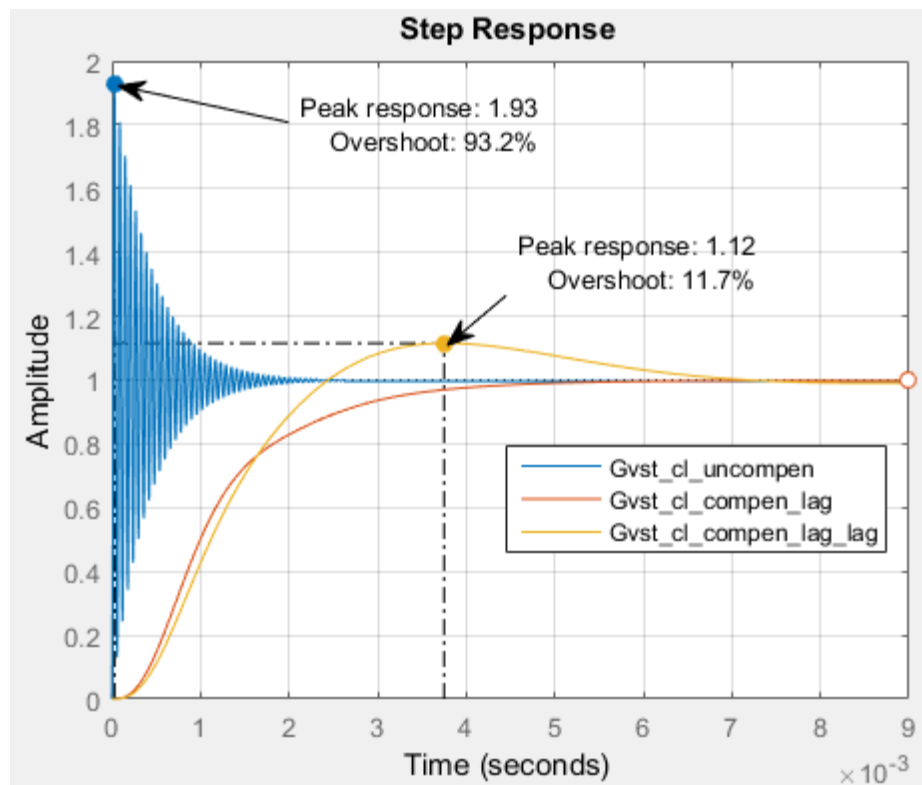 Step Response
2
1.8
1.6
1.4
1.2
1
0.8
0.6
0.4
0.2
0
Amplitude
Peak response: 1.93
Overshoot: 93.2%
Peak response: 1.12
Overshoot: 11.7%
Gvst_cl_uncompen
Gvst_cl_compen_lag
Gvst_cl_compen_lag_lag
0 1 2 3 4 5 6 7 8 9
Time (seconds)
× 10⁻³